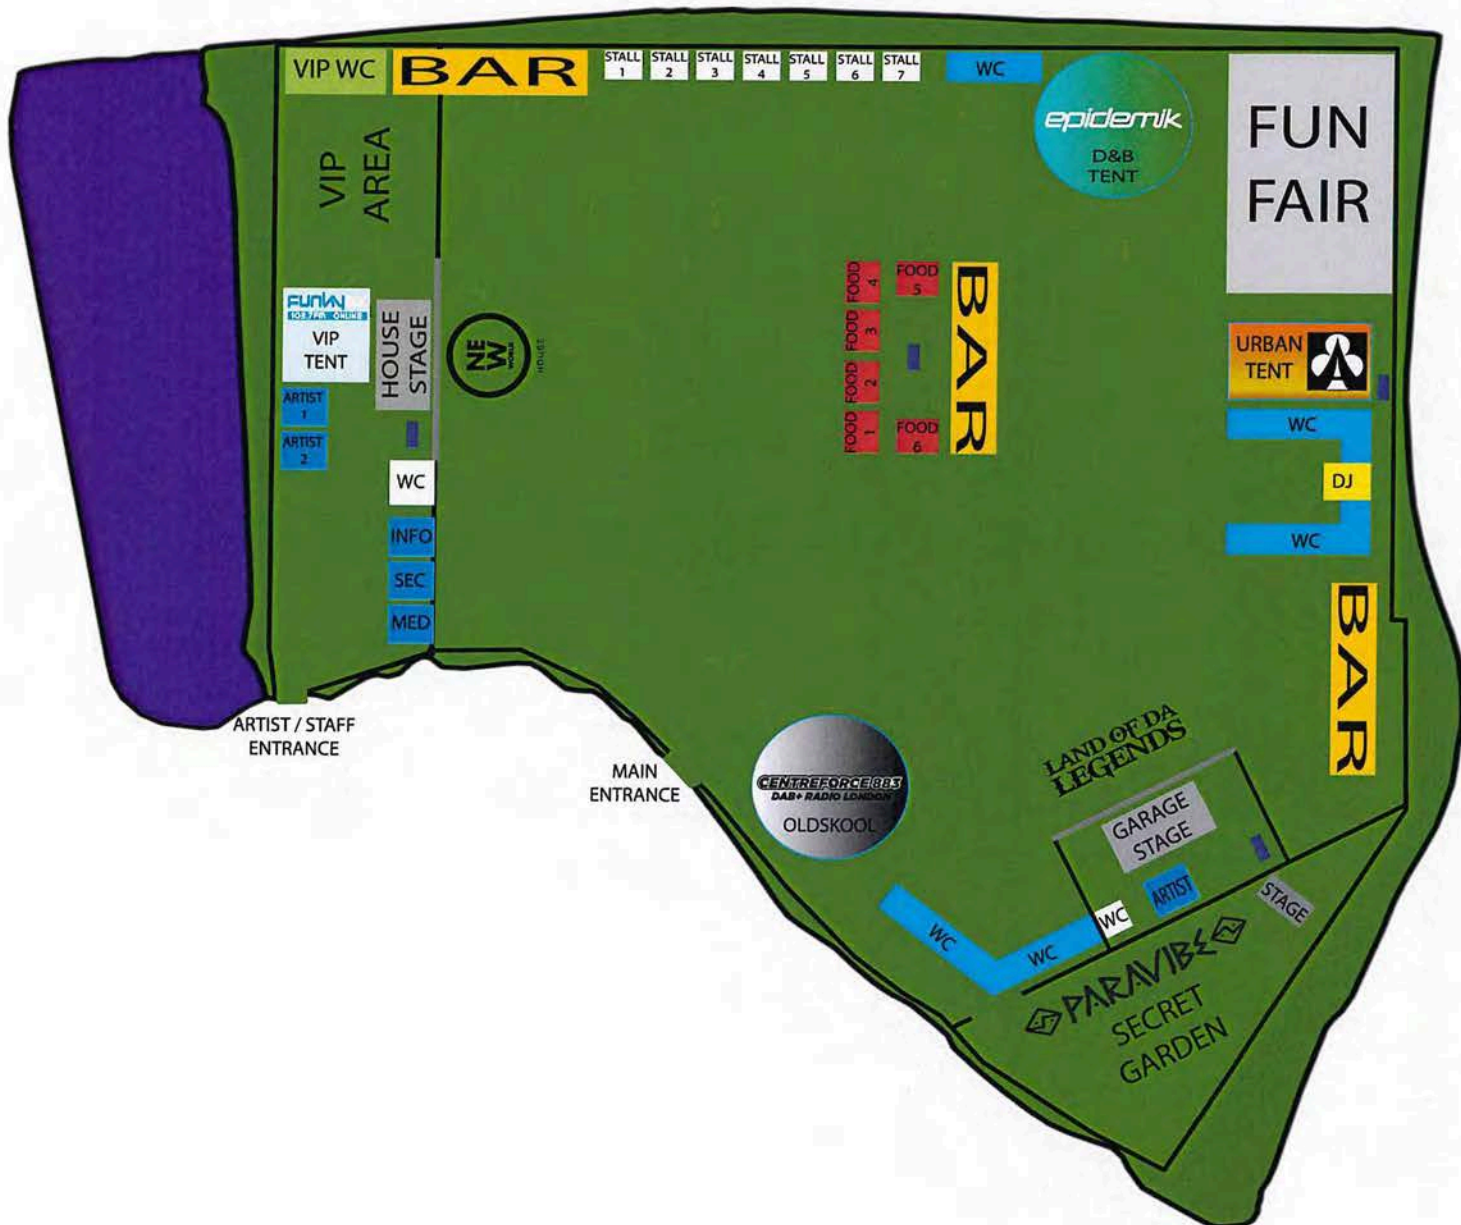 VIP WC
BAR
STALL
1
STALL
2
STALL
3
STALL
4
STALL
5
STALL
6
STALL
7
WC
epidemik
D&B
TENT
FUN
FAIR
VIP
AREA
FUNKY
VIP
TENT
HOUSE
STAGE
NEW
WORLD
ARTIST
1
ARTIST
2
WC
INFO
SEC
MED
FOOD
4
FOOD
3
FOOD
2
FOOD
1
FOOD
5
FOOD
6
BAR
URBAN
TENT
A
WC
DJ
WC
BAR
ARTIST / STAFF
ENTRANCE
MAIN
ENTRANCE
CENTREFORCE 883
DAB+ RADIO LONDON
OLDSKOOL
LAND OF DA
LEGENDS
GARAGE
STAGE
ARTIST
WC
STAGE
WC
WC
PARAVIBE
SECRET
GARDEN